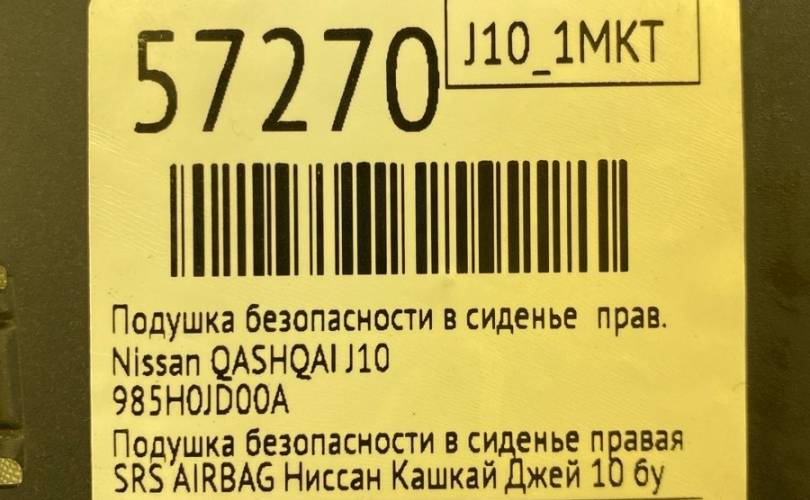 57270
J10_1МКТ
Подушка безопасности в сиденье прав.
Nissan QASHQAI J10
985H0JD00A
Подушка безопасности в сиденье правая
SRS AIRBAG Ниссан Кашкай Джей 10 бу